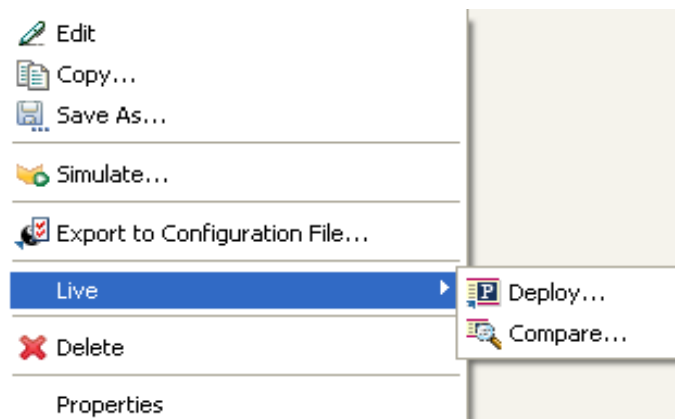 Edit
Copy...
Save As...
Simulate...
Export to Configuration File...
Live
P Deploy...
Compare...
Delete
Properties